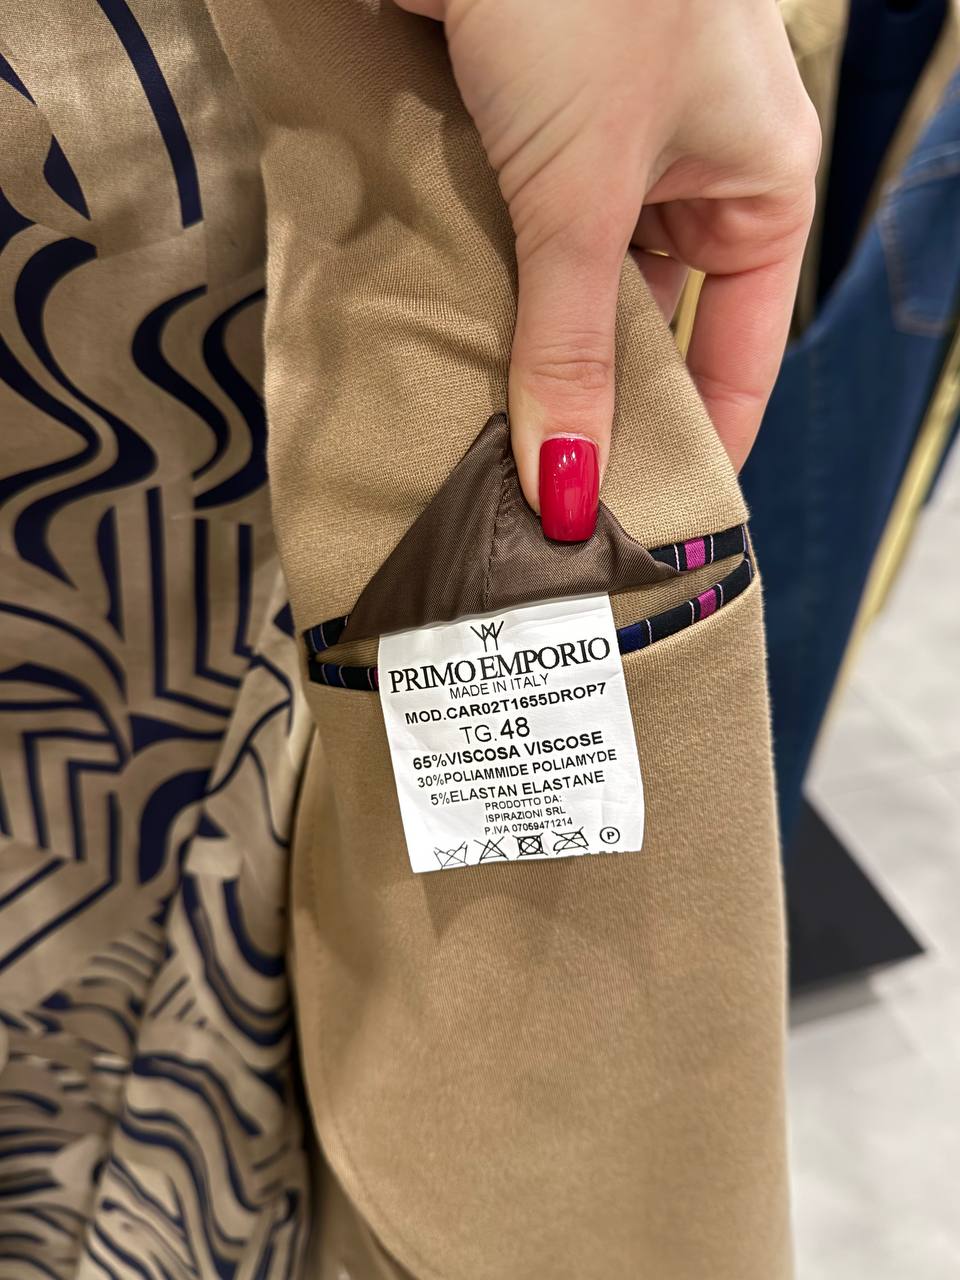 PRIMO EMPORIO
MADE IN ITALY
MOD.CAR02T1655DROP7
TG.48
65%VISCOSA VISCOSE
30%POLIAMMIDE POLIAMYDE
5%ELASTAN ELASTANE
PRODOTTO DA:
ISPIRAZIONI SRL
P.IVA 07059471214
P